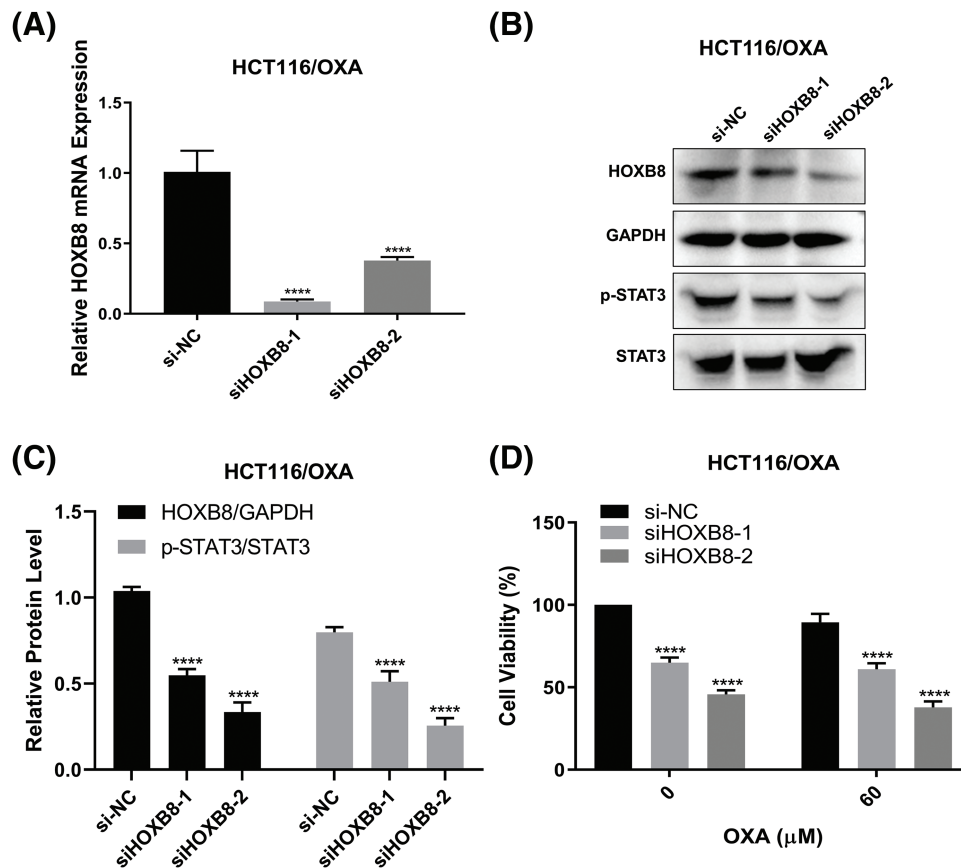 (A)
HCT116/OXA
Relative HOXB8 mRNA Expression
1.5
1.0
0.5
0.0
****
****
si-NC
siHOXB8-1
siHOXB8-2
(B)
HCT116/OXA
si-NC
siHOXB8-1
siHOXB8-2
HOXB8
GAPDH
p-STAT3
STAT3
(C)
HCT116/OXA
HOXB8/GAPDH
p-STAT3/STAT3
Relative Protein Level
1.5
1.0
0.5
0.0
****
****
****
****
si-NC
siHOXB8-1
siHOXB8-2
si-NC
siHOXB8-1
siHOXB8-2
(D)
HCT116/OXA
si-NC
siHOXB8-1
siHOXB8-2
Cell Viability (%)
150
100
50
0
****
****
****
****
0
60
OXA (μM)